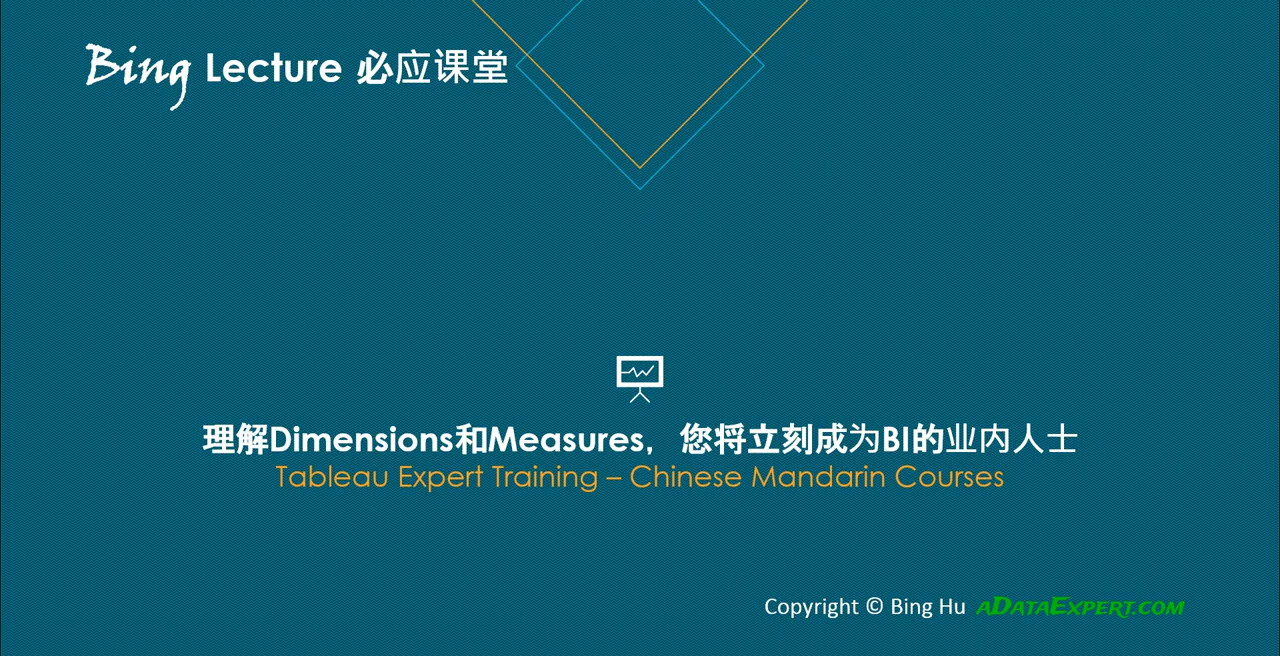 Bing Lecture 必应课堂
理解Dimensions和Measures，您将立刻成为BI的业内人士
Tableau Expert Training – Chinese Mandarin Courses
Copyright © Bing Hu aDataExpert.com